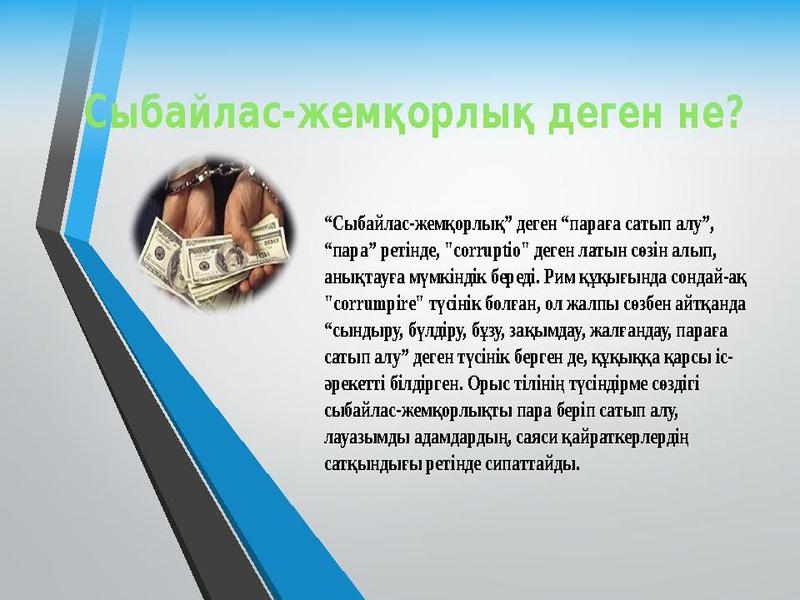 Сыбайлас-жемқорлық деген не?
“Сыбайлас-жемқорлық” деген “параға сатып алу”,
“пара” ретінде, "corruptio" деген латын сөзін алып,
анықтауға мүмкіндік береді. Рим құқығында сондай-ақ
"corrumpire" түсінік болған, ол жалпы сөзбен айтқанда
“сындыру, бүлдіру, бұзу, зақымдау, жалғандау, параға
сатып алу” деген түсінік берген де, құқыққа қарсы іс-
әрекетті білдірген. Орыс тілінің түсіндірме сөздігі
сыбайлас-жемқорлықты пара беріп сатып алу,
лауазымды адамдардың, саяси қайраткерлердің
сатқындығы ретінде сипаттайды.